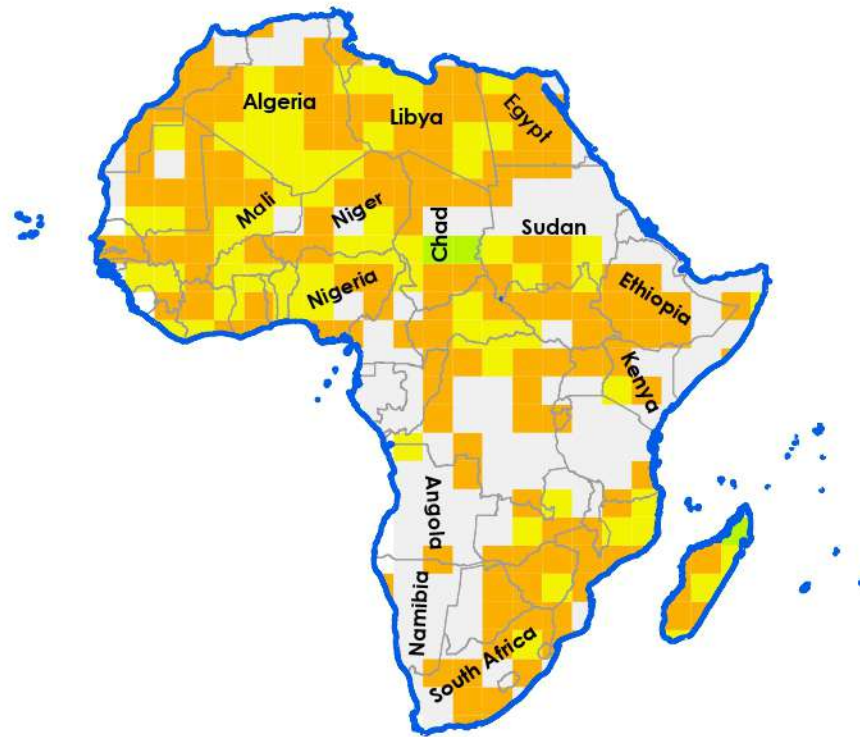 Algeria
Libya
Egypt
Mali
Niger
Chad
Sudan
Nigeria
Ethiopia
Kenya
Angola
Namibia
South Africa